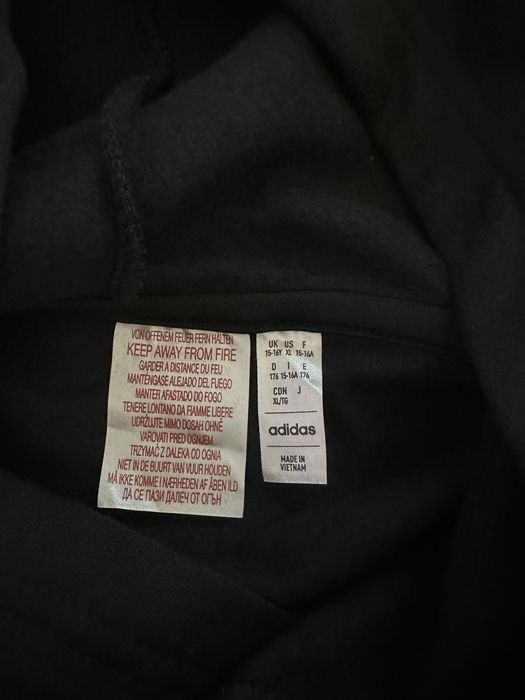 VON OFFENEM FEUER FERN HALTEN
KEEP AWAY FROM FIRE
GARDER A DISTANCE DU FEU
MANTÉNGASE ALEJADO DEL FUEGO
MANTER AFASTADO DO FOGO
TENERE LONTANO DA FIAMME LIBERE
UDRŽUJTE MIMO DOSAH OHNĚ
VAROVATI PRED OGNJEM
TRZYMAĆ Z DALEKA OD OGNIA
NIET IN DE BUURT VAN VUUR HOUDEN
MÅ IKKE KOMME I NÆRHEDEN AF ÅBEN ILD
ДА СЕ ПАЗИ ДАЛЕЧ ОТ ОГЪН
UK US F
15-16Y XL 15-16A
D I E
176 15-16A 176
CDN J
XL/TG
adidas
MADE IN
VIETNAM